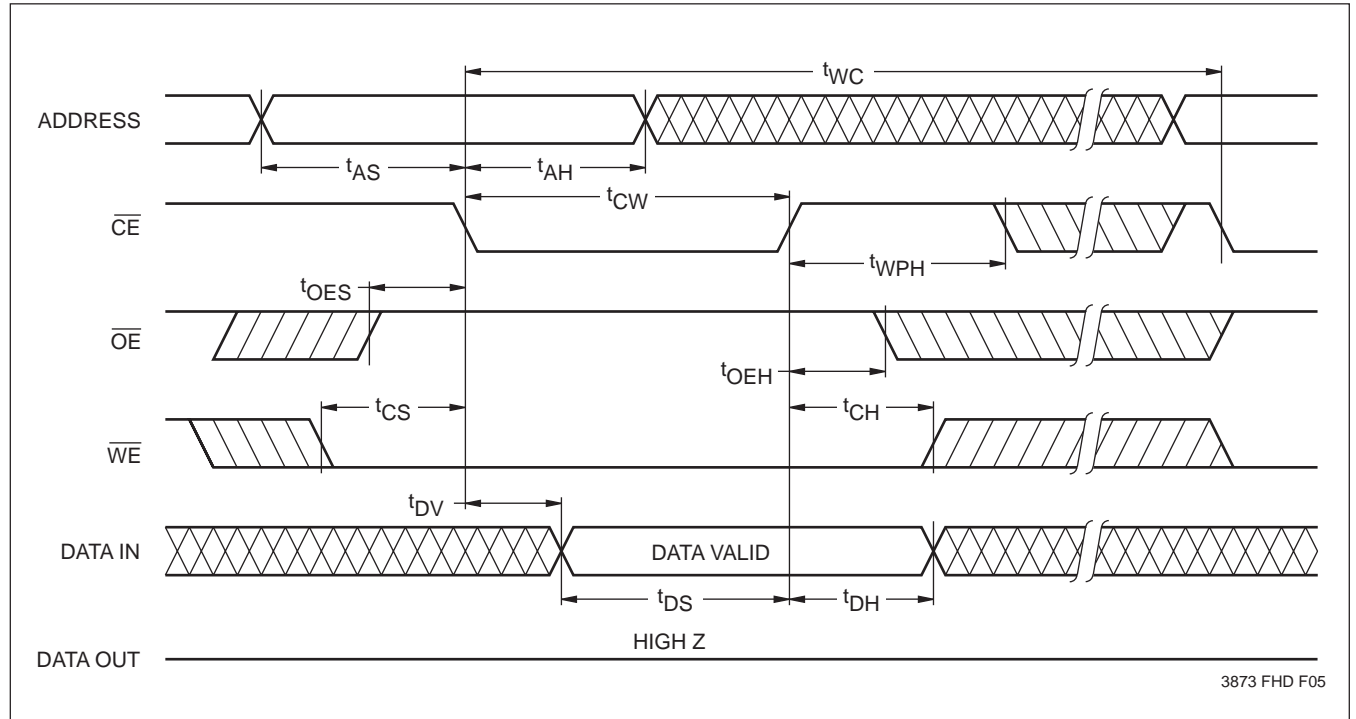 tWC
ADDRESS
tAS
tAH
tCW
CE
tWPH
tOES
OE
tOEH
tCS
tCH
WE
tDV
DATA IN
DATA VALID
tDS
tDH
HIGH Z
DATA OUT
3873 FHD F05